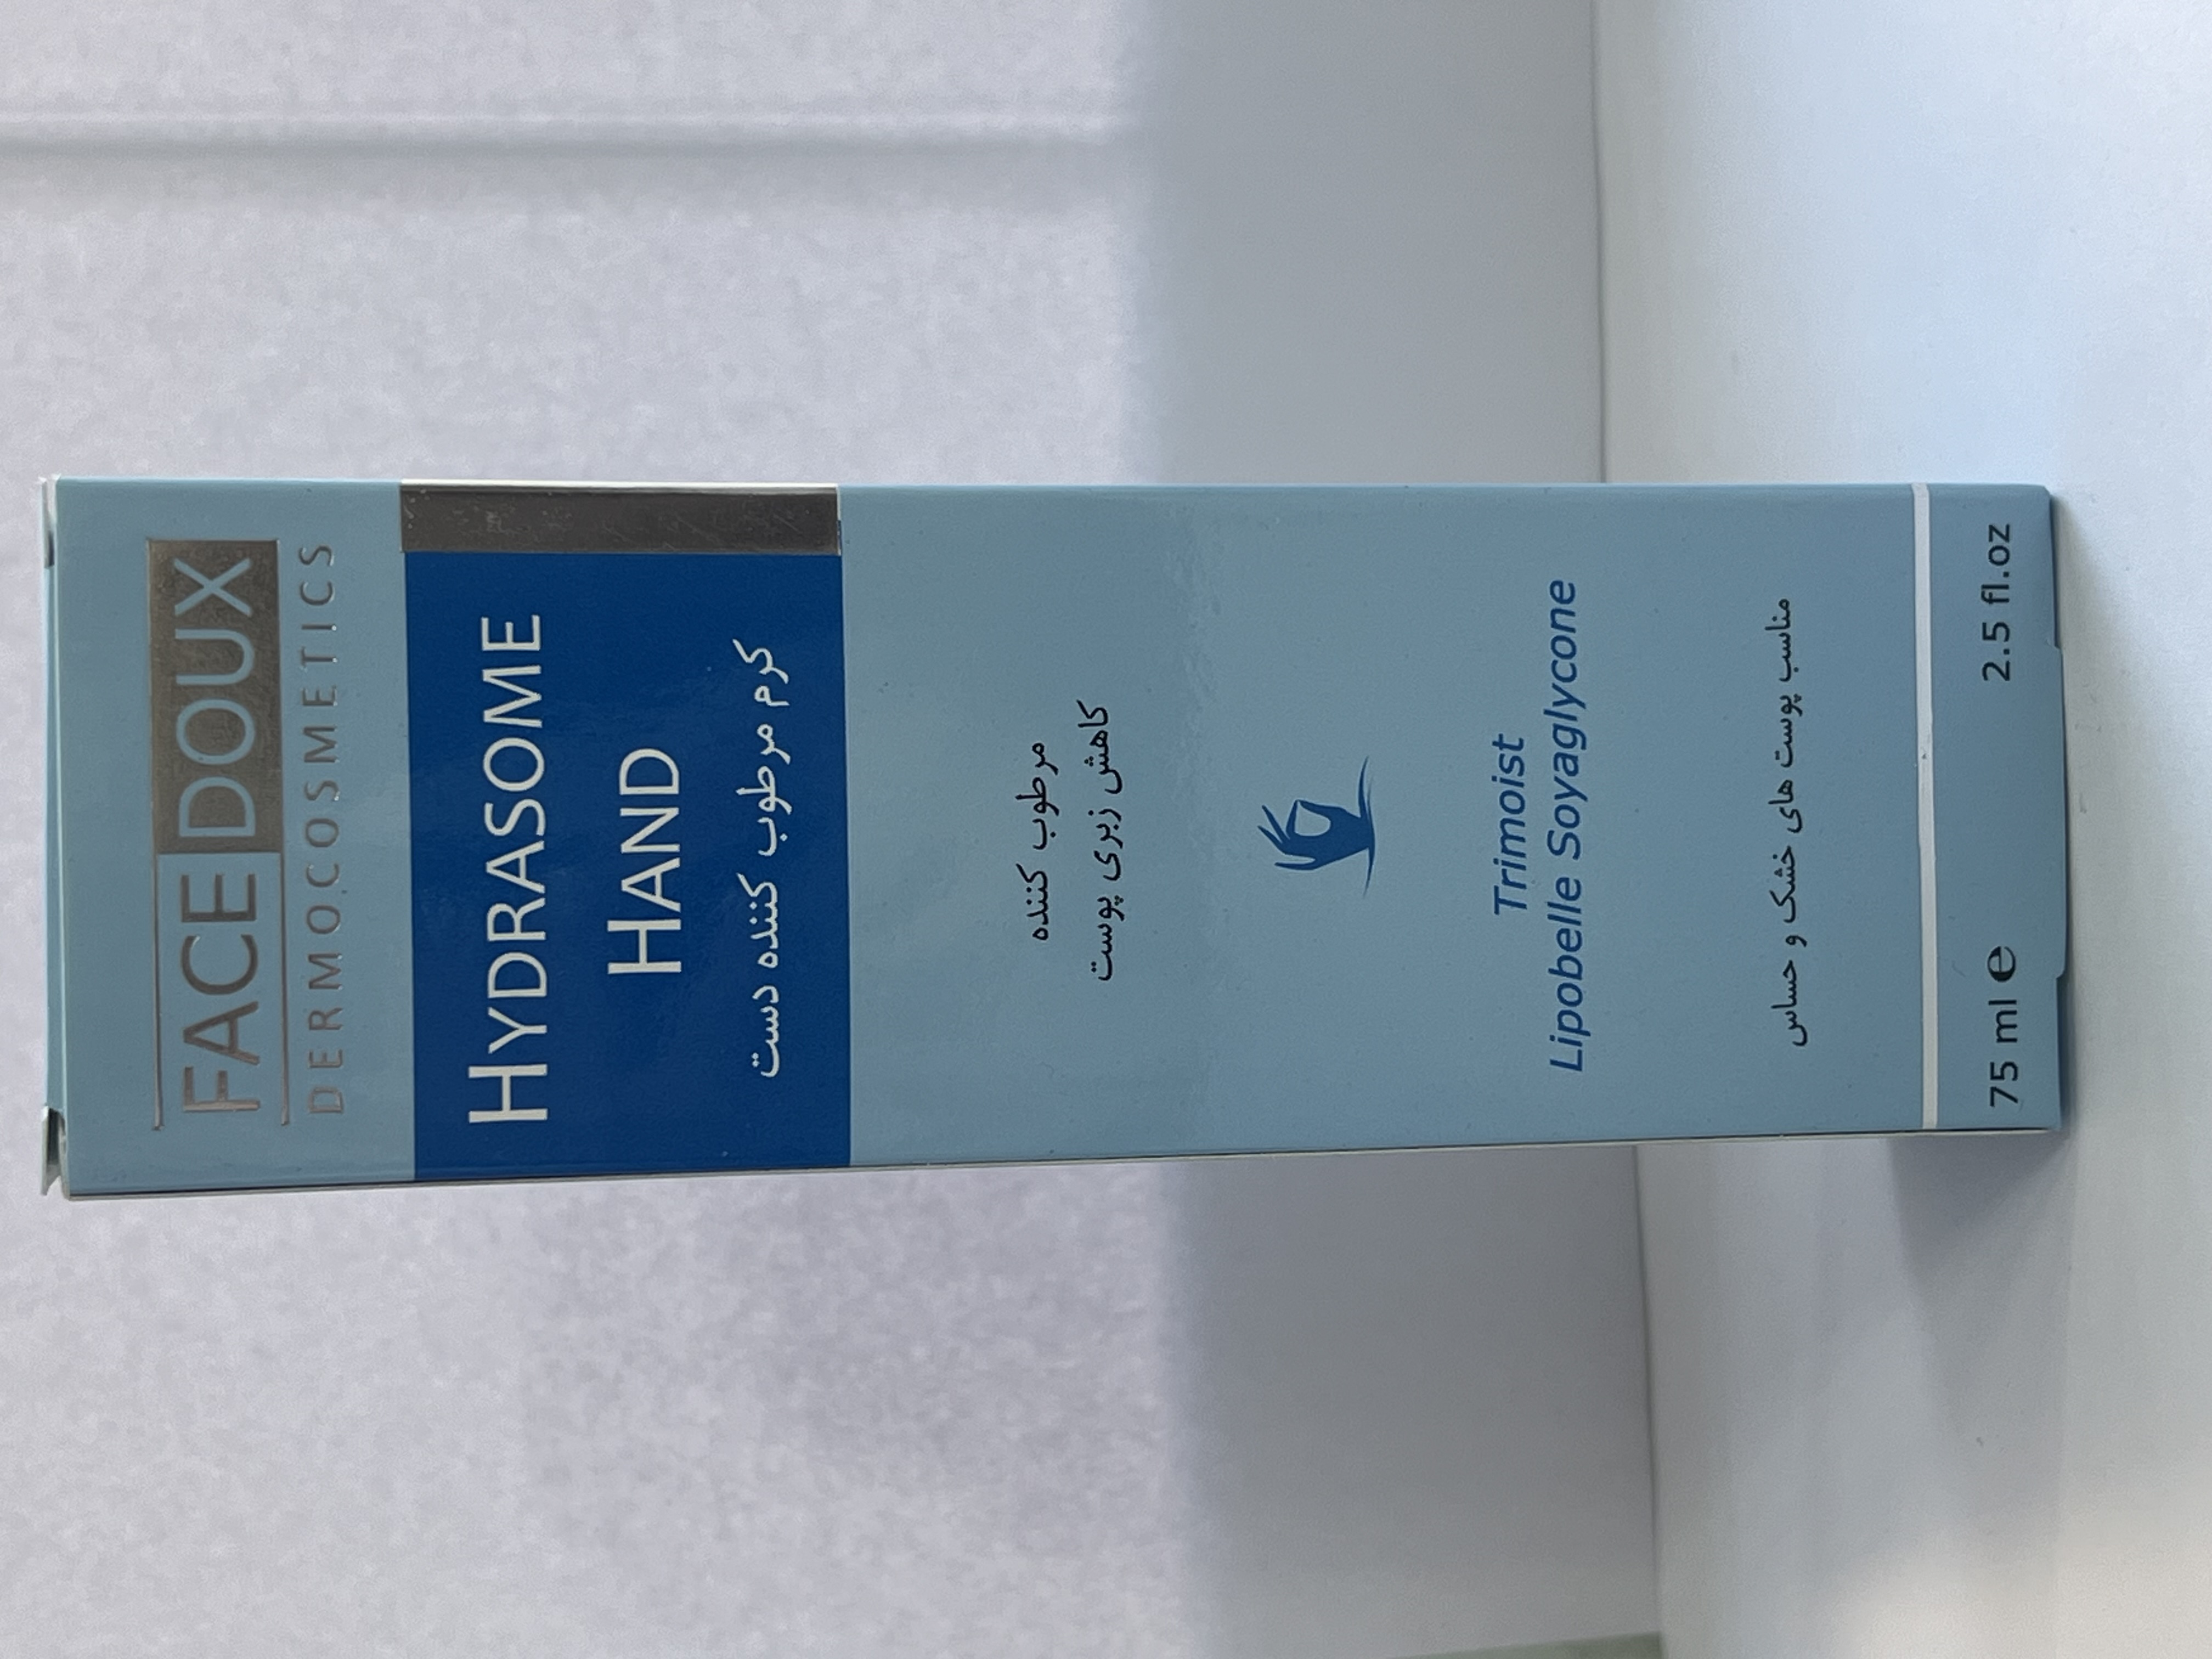 FACE DOUX
DERMOCOSMETICS
HYDRASOME
HAND
کرم مرطوب کننده دست
مرطوب کننده
کاهش زبری پوست
Trimoist
Lipobelle Soyaglycone
مناسب پوست های خشک و حساس
75 ml ℮ 2.5 fl.oz